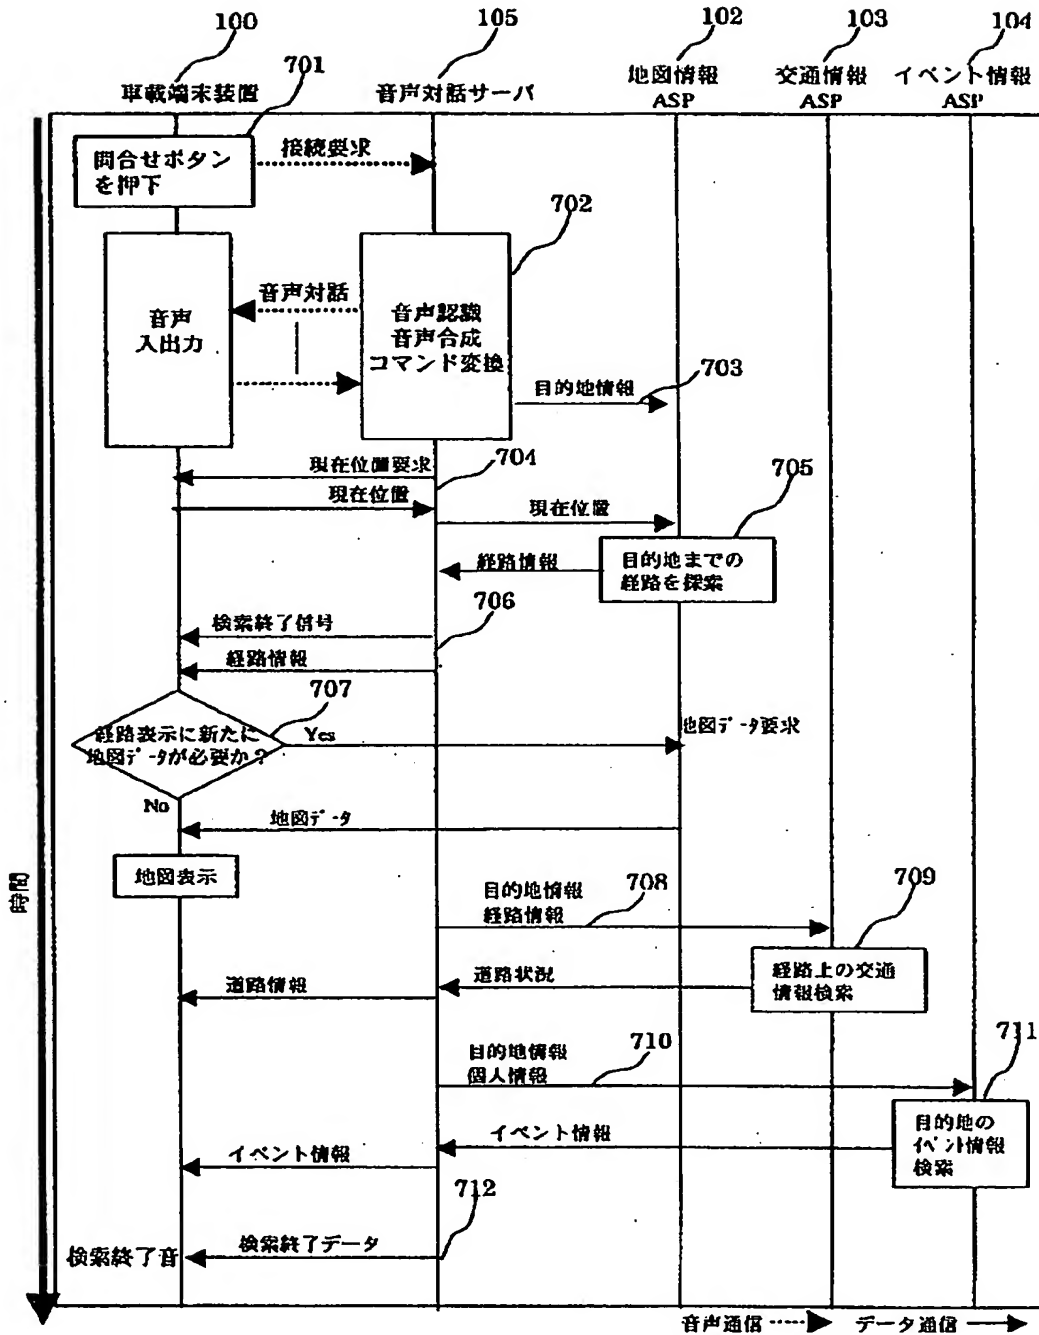 100
105
102
103
104
車載端末装置
音声対話サーバ
地図情報
ASP
交通情報
ASP
イベント情報
ASP
701
問合せボタン
を押下
接続要求
702
音声
入出力
音声対話
音声認識
音声合成
コマンド変換
目的地情報
703
現在位置要求
704
現在位置
現在位置
705
目的地までの
経路を探索
経路情報
706
検索終了信号
経路情報
707
経路表示に新たに
地図データが必要か?
Yes
地図データ要求
No
地図データ
地図表示
時間
目的地情報
経路情報
708
709
経路上の交通
情報検索
道路状況
道路情報
目的地情報
個人情報
710
711
目的地の
イベント情報
検索
イベント情報
イベント情報
712
検索終了データ
検索終了音
音声通信
データ通信